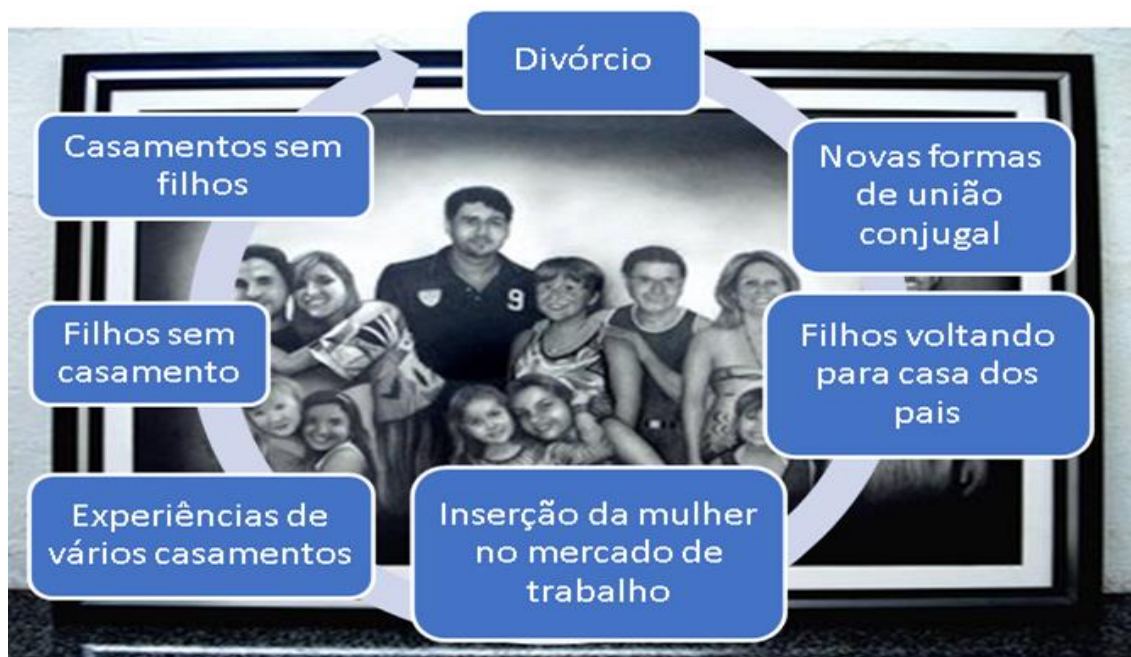 Divórcio
Novas formas
de união
conjugal
Filhos voltando
para casa dos
pais
Inserção da mulher
no mercado de
trabalho
Experiências de
vários casamentos
Filhos sem
casamento
Casamentos sem
filhos
9